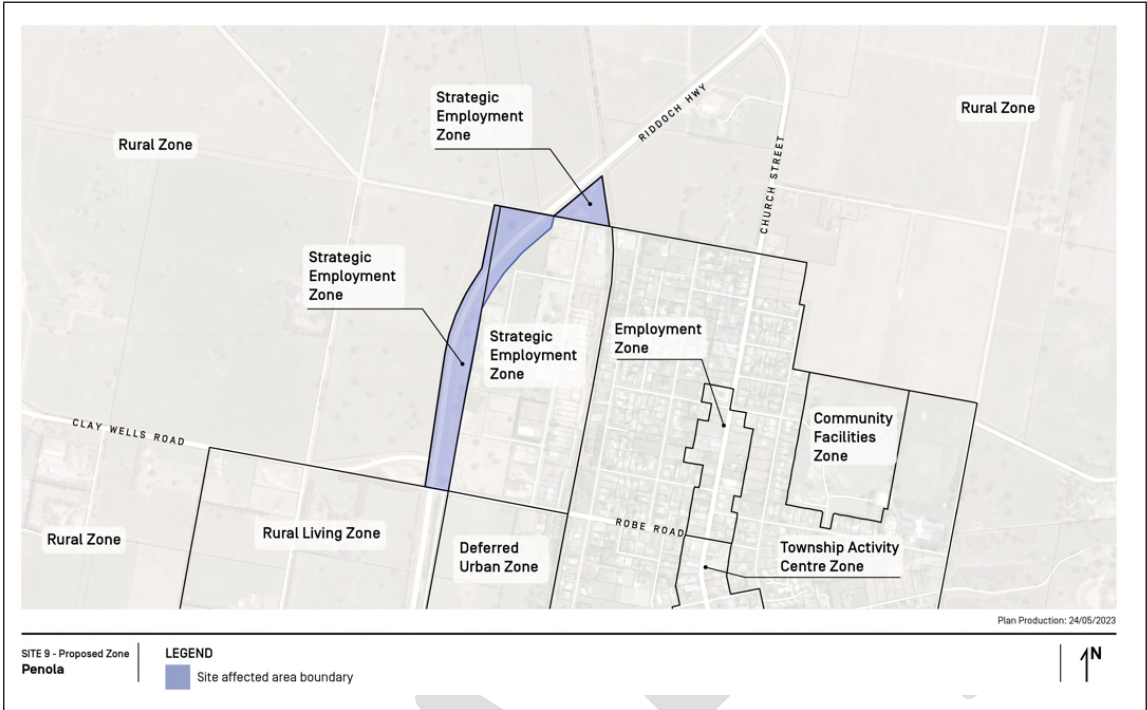 Strategic
Employment
Zone
RIDDOCH HWY
Rural Zone
Rural Zone
CHURCH STREET
Strategic
Employment
Zone
Strategic
Employment
Zone
Employment
Zone
Community
Facilities
Zone
CLAY WELLS ROAD
Rural Zone
Rural Living Zone
Deferred
Urban Zone
ROBE ROAD
Township Activity
Centre Zone
Plan Production: 24/05/2023
SITE 9 - Proposed Zone
Penola
LEGEND
Site affected area boundary
N